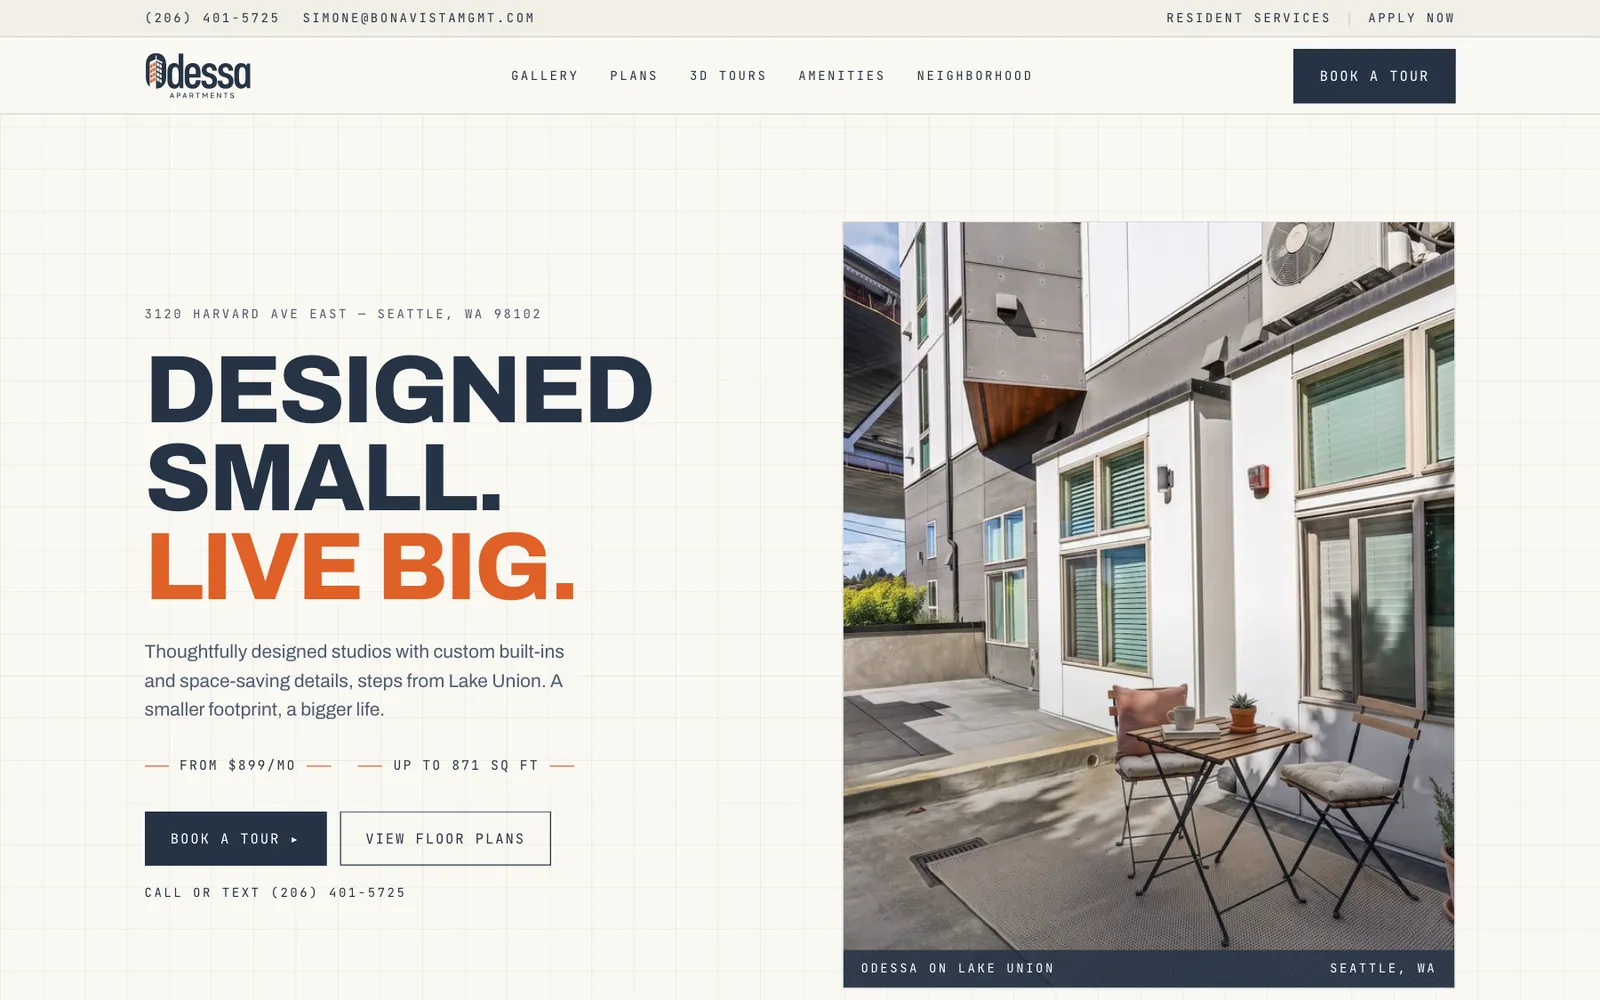 (206) 401-5725 SIMONE@BONAVISTAMGMT.COM RESIDENT SERVICES | APPLY NOW
Odessa
APARTMENTS
GALLERY PLANS 3D TOURS AMENITIES NEIGHBORHOOD
BOOK A TOUR
3120 HARVARD AVE EAST — SEATTLE, WA 98102
DESIGNED
SMALL.
LIVE BIG.
Thoughtfully designed studios with custom built-ins
and space-saving details, steps from Lake Union. A
smaller footprint, a bigger life.
FROM $899/MO UP TO 871 SQ FT
BOOK A TOUR ▸ VIEW FLOOR PLANS
CALL OR TEXT (206) 401-5725
ODESSA ON LAKE UNION SEATTLE, WA